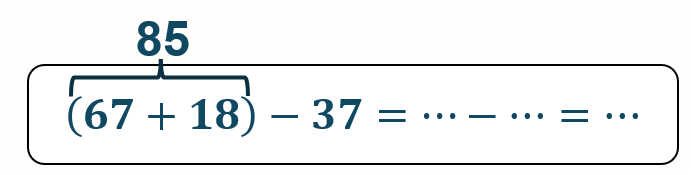 85
(67 + 18) − 37 = ⋯ − ⋯ = ⋯